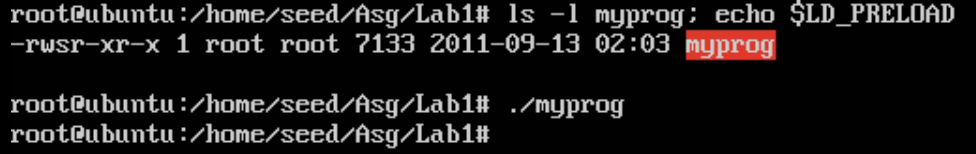 root@ubuntu:/home/seed/Asg/Lab1# ls -l myprog; echo $LD_PRELOAD
-rwsr-xr-x 1 root root 7133 2011-09-13 02:03 myprog
root@ubuntu:/home/seed/Asg/Lab1# ./myprog
root@ubuntu:/home/seed/Asg/Lab1#